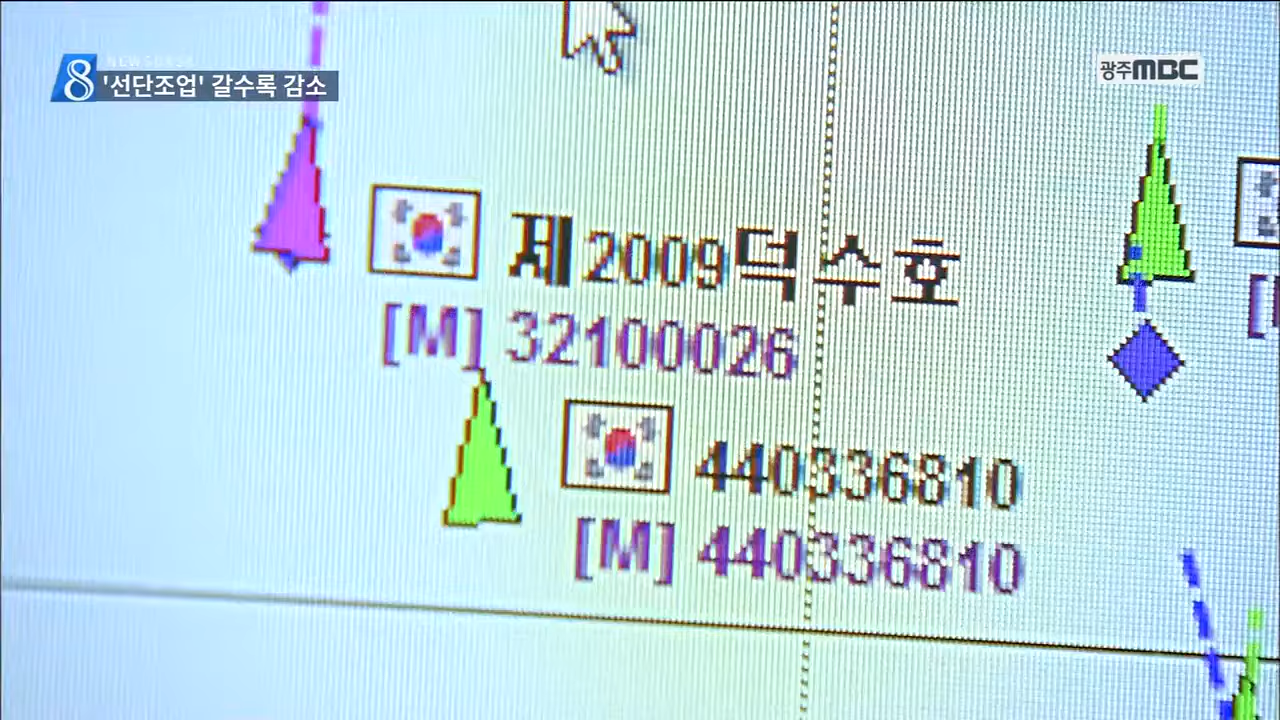 NEWSDESK
8 '선단조업' 갈수록 감소
광주MBC
제2009덕수호
[M] 32100026
440336810
[M] 440336810